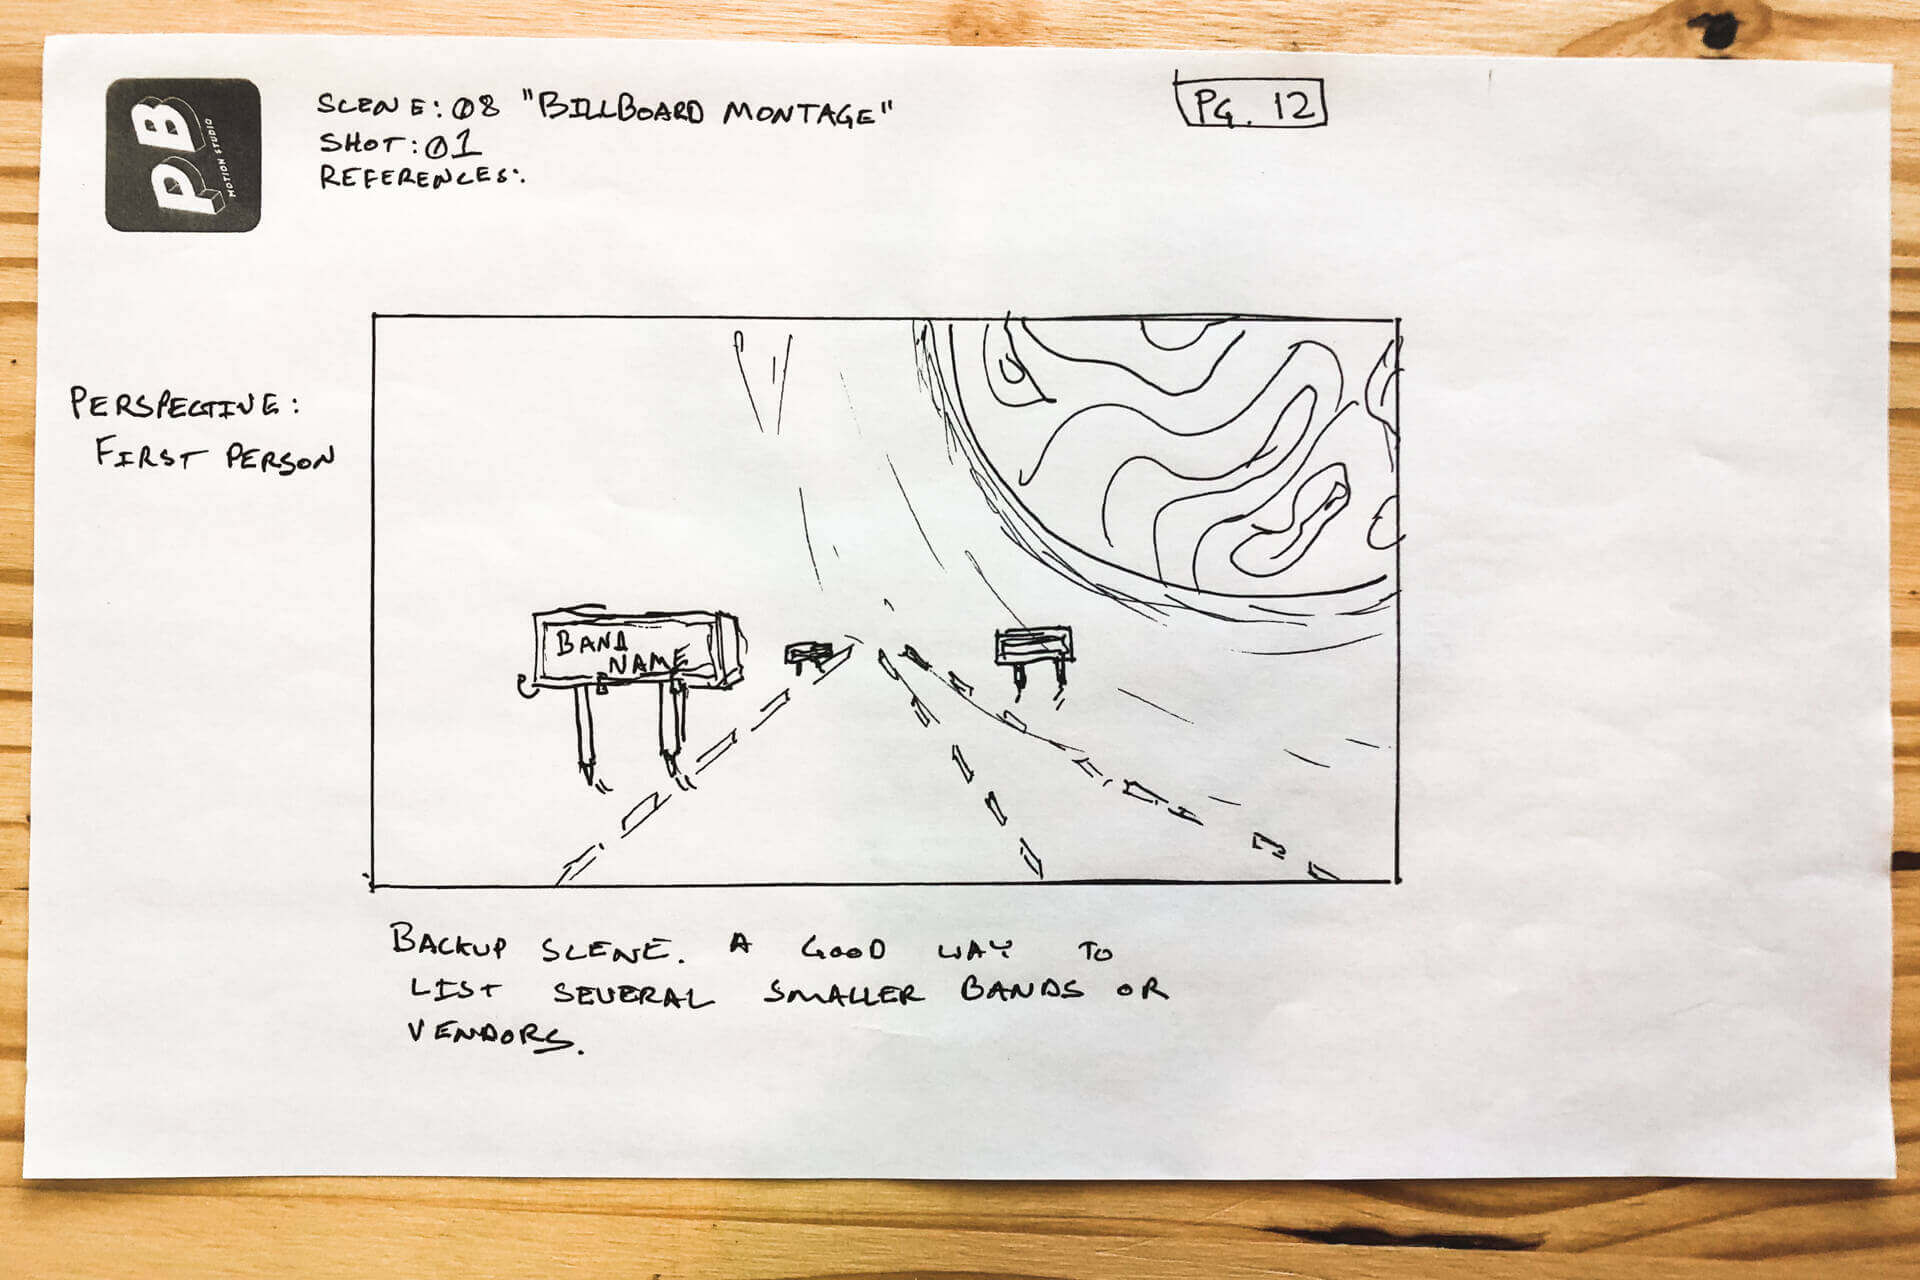 PB
MOTION STUDIO
SCENE: 08 "BILLBOARD MONTAGE"
SHOT: 01
REFERENCES:
PG. 12
PERSPECTIVE:
FIRST PERSON
BAND
NAME
BACKUP SCENE. A GOOD WAY TO
LIST SEVERAL SMALLER BANDS OR
VENDORS.